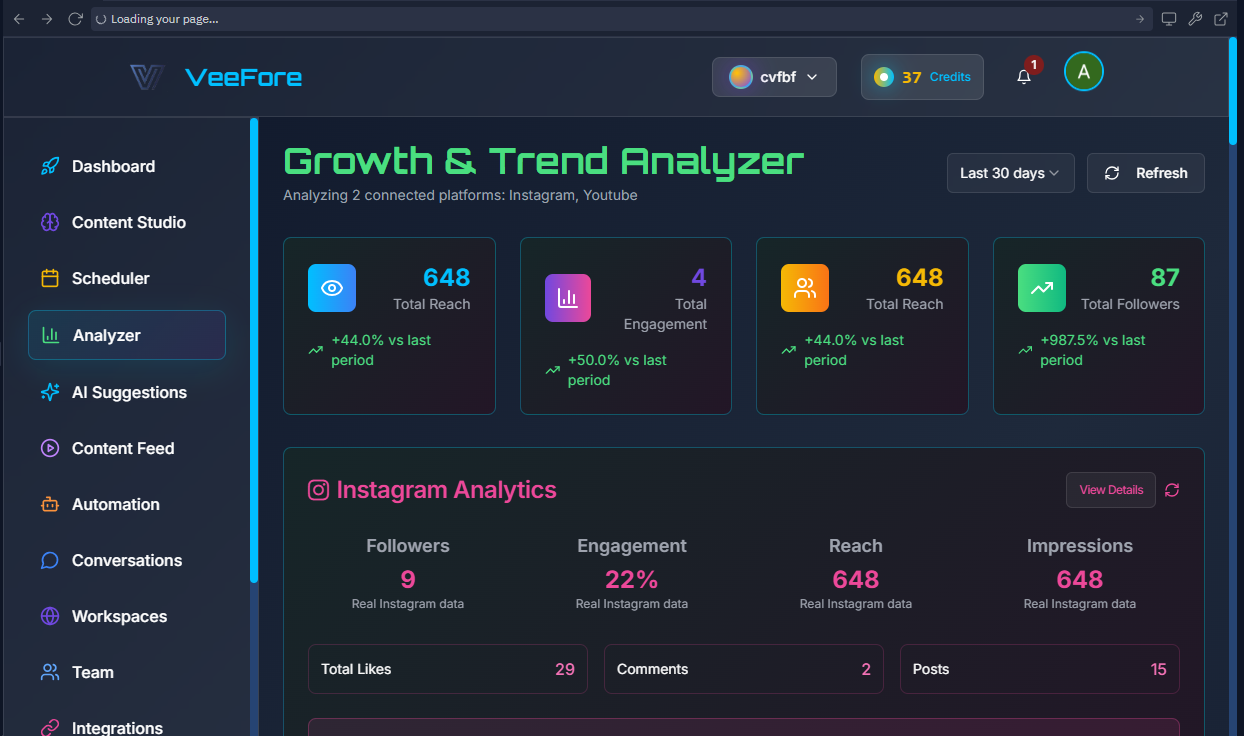 Loading your page...
VeeFore
cvfbf
37 Credits
1
A
Dashboard
Content Studio
Scheduler
Analyzer
AI Suggestions
Content Feed
Automation
Conversations
Workspaces
Team
Integrations
Growth & Trend Analyzer
Analyzing 2 connected platforms: Instagram, Youtube
Last 30 days
Refresh
648
Total Reach
+44.0% vs last
period
4
Total
Engagement
+50.0% vs last
period
648
Total Reach
+44.0% vs last
period
87
Total Followers
+987.5% vs last
period
Instagram Analytics
View Details
Followers
9
Real Instagram data
Engagement
22%
Real Instagram data
Reach
648
Real Instagram data
Impressions
648
Real Instagram data
Total Likes 29
Comments 2
Posts 15